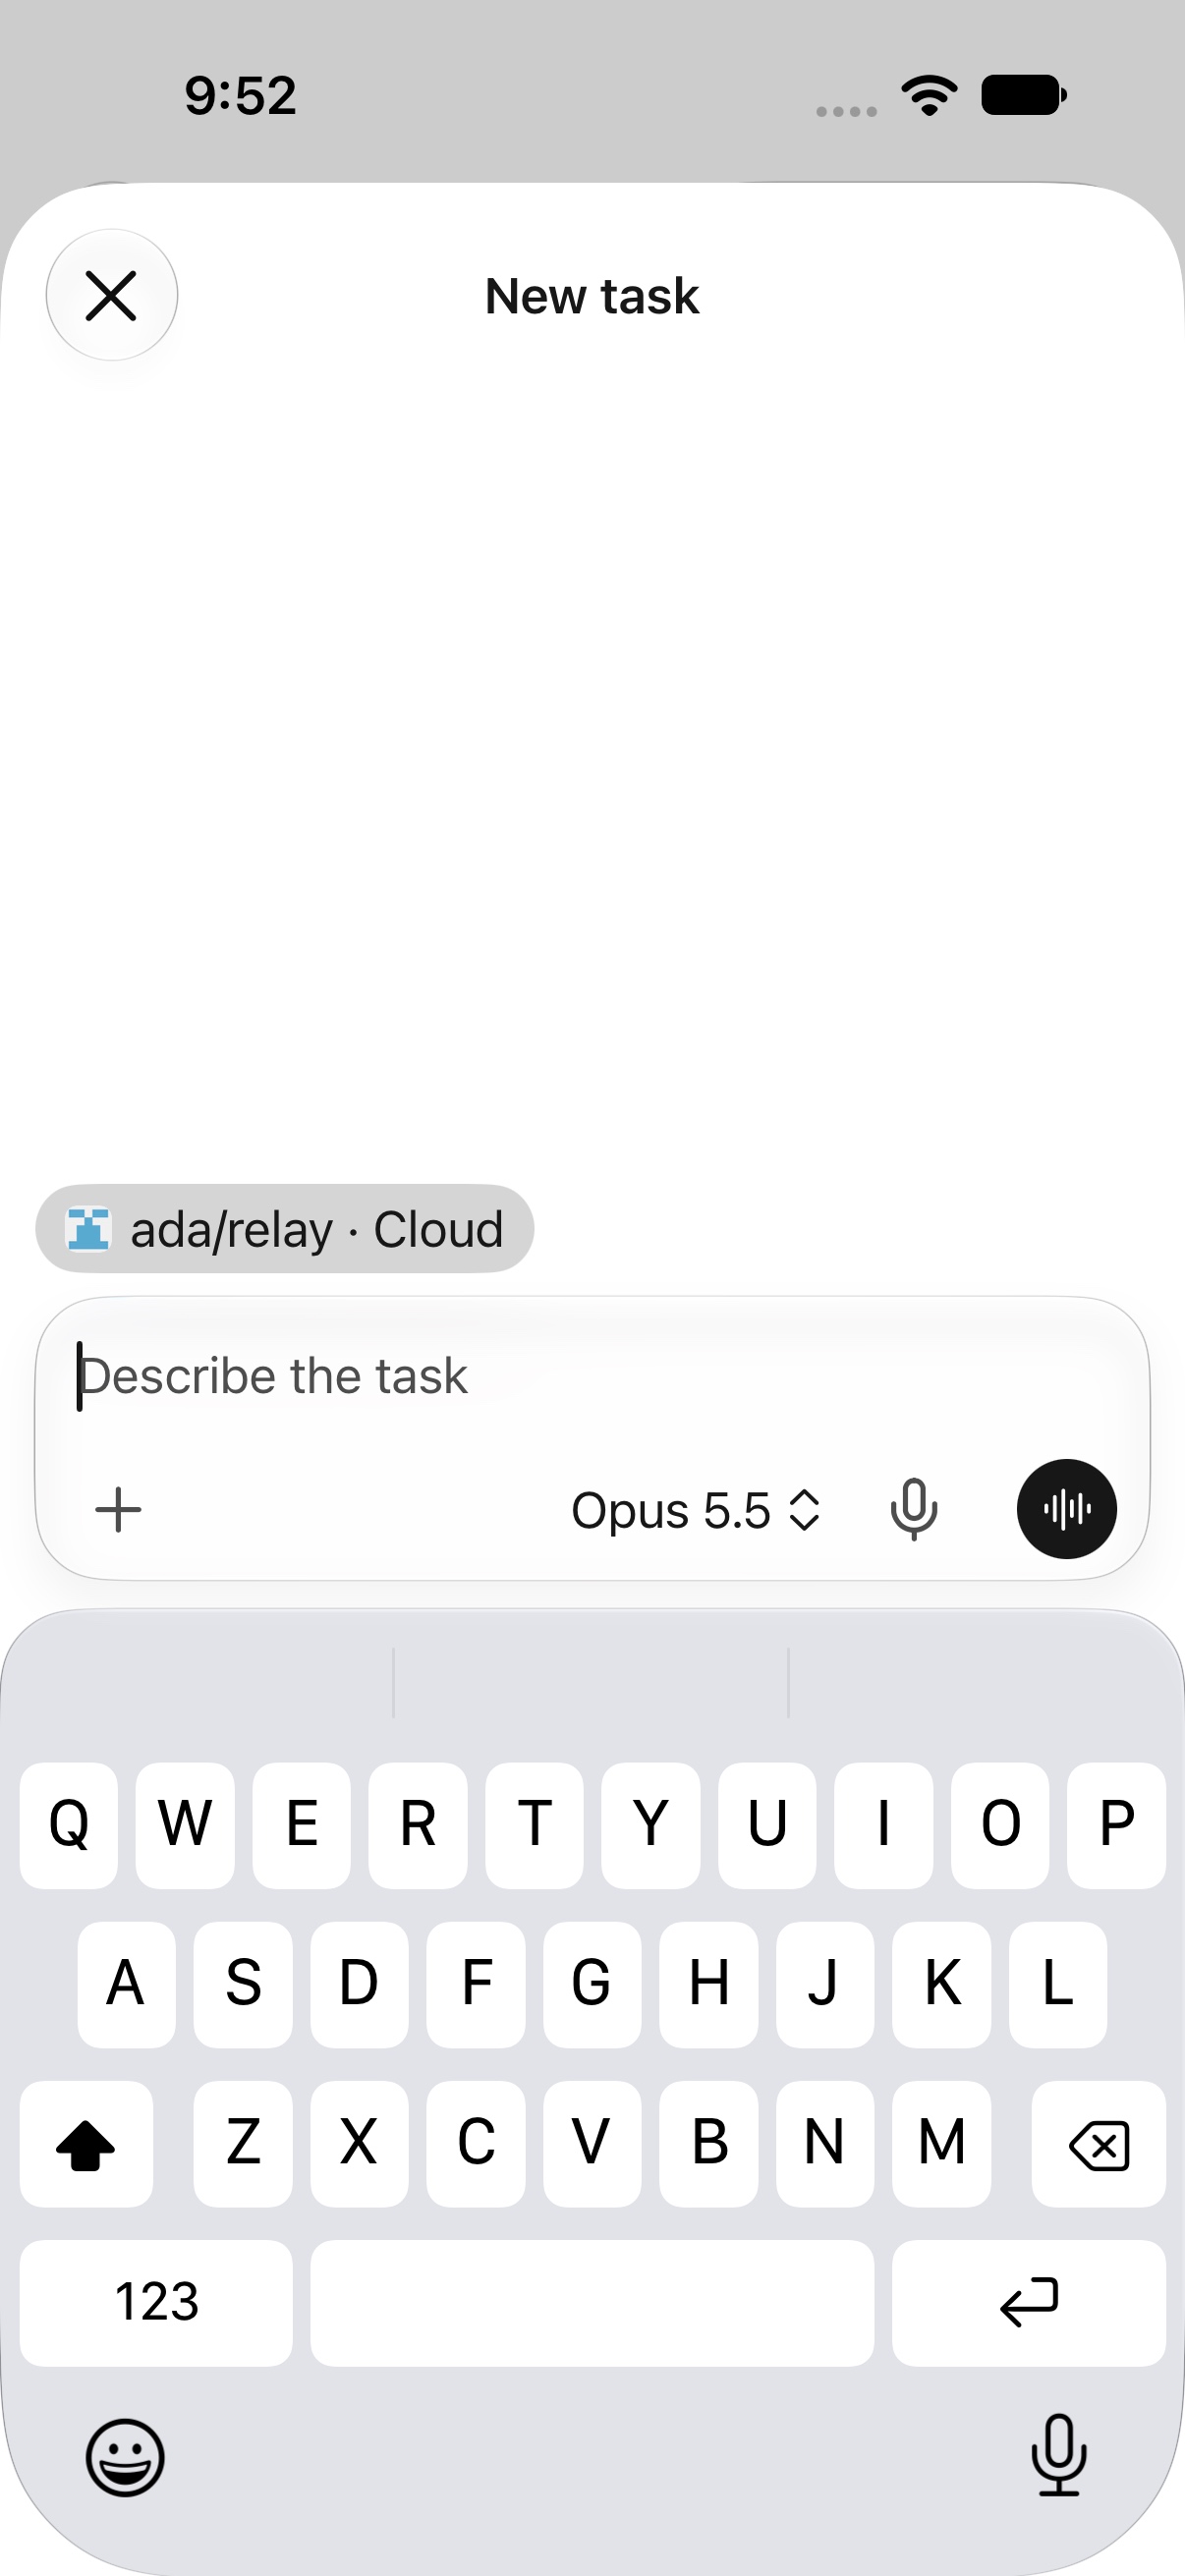 9:52
New task
ada/relay · Cloud
Describe the task
Opus 5.5
Q W E R T Y U I O P
A S D F G H J K L
Z X C V B N M
123